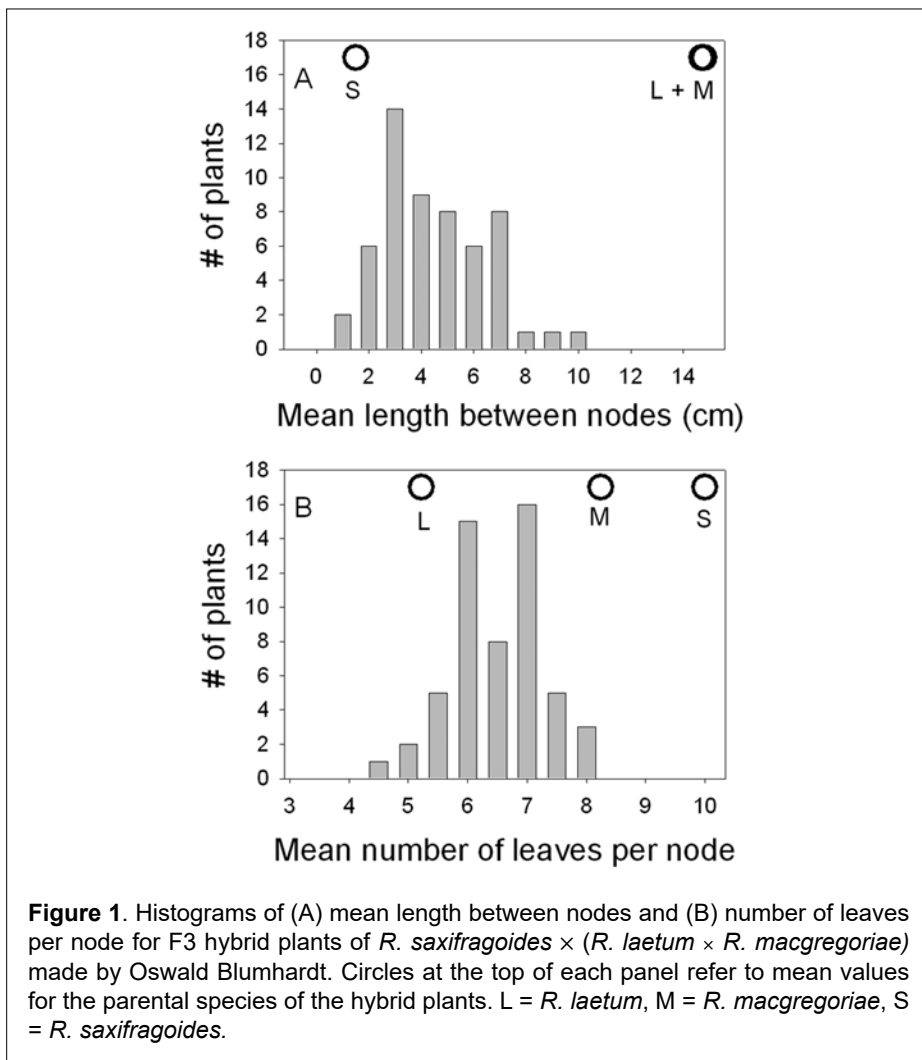 18
16
14
12
10
8
6
4
2
0
# of plants
A
S
L + M
0 2 4 6 8 10 12 14
Mean length between nodes (cm)
18
16
14
12
10
8
6
4
2
0
# of plants
B
L
M
S
3 4 5 6 7 8 9 10
Mean number of leaves per node
Figure 1. Histograms of (A) mean length between nodes and (B) number of leaves
per node for F3 hybrid plants of R. saxifragoides × (R. laetum × R. macgregoriae)
made by Oswald Blumhardt. Circles at the top of each panel refer to mean values
for the parental species of the hybrid plants. L = R. laetum, M = R. macgregoriae, S
= R. saxifragoides.